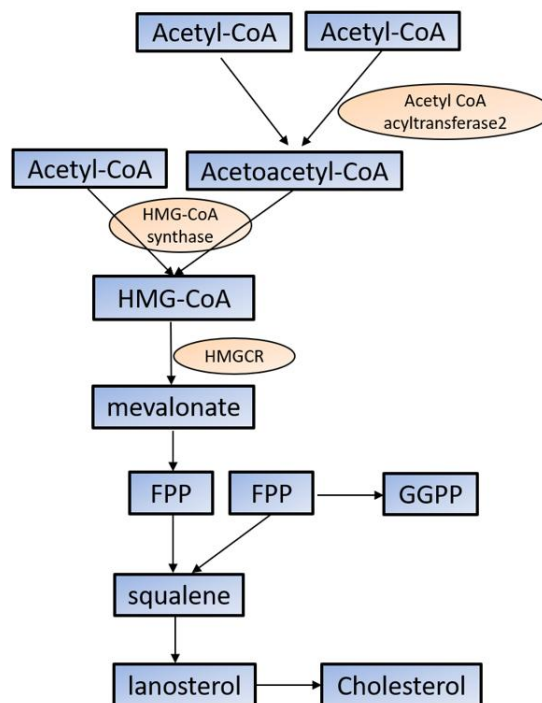 Acetyl-CoA
Acetyl-CoA
Acetyl CoA
acyltransferase2
Acetyl-CoA
Acetoacetyl-CoA
HMG-CoA
synthase
HMG-CoA
HMGCR
mevalonate
FPP
FPP
GGPP
squalene
lanosterol
Cholesterol